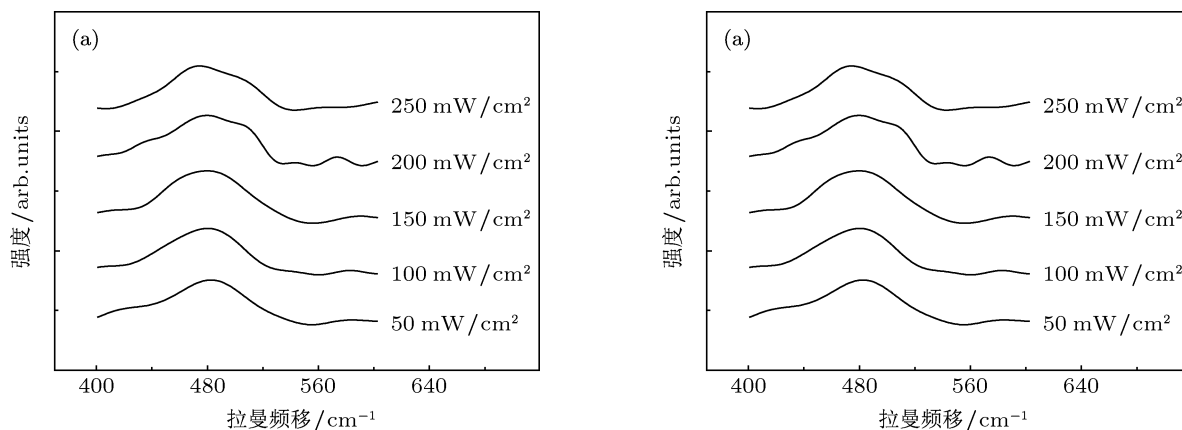 (a)
250 mW/cm²
200 mW/cm²
150 mW/cm²
100 mW/cm²
50 mW/cm²
强度/arb.units
400 480 560 640
拉曼频移/cm⁻¹
(a)
250 mW/cm²
200 mW/cm²
150 mW/cm²
100 mW/cm²
50 mW/cm²
强度/arb.units
400 480 560 640
拉曼频移/cm⁻¹